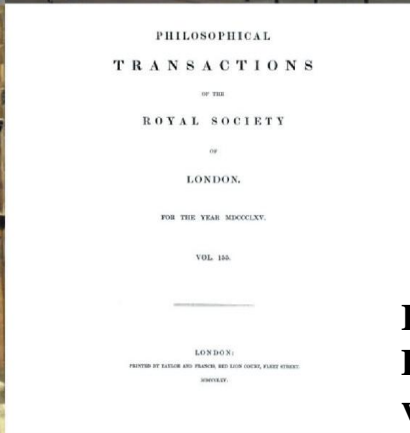 PHILOSOPHICAL
TRANSACTIONS
OF THE
ROYAL SOCIETY
OF
LONDON.
FOR THE YEAR MDCCCLXV.
VOL. 155.
LONDON:
PRINTED BY TAYLOR AND FRANCIS, RED LION COURT, FLEET STREET.
MDCCCLXV.